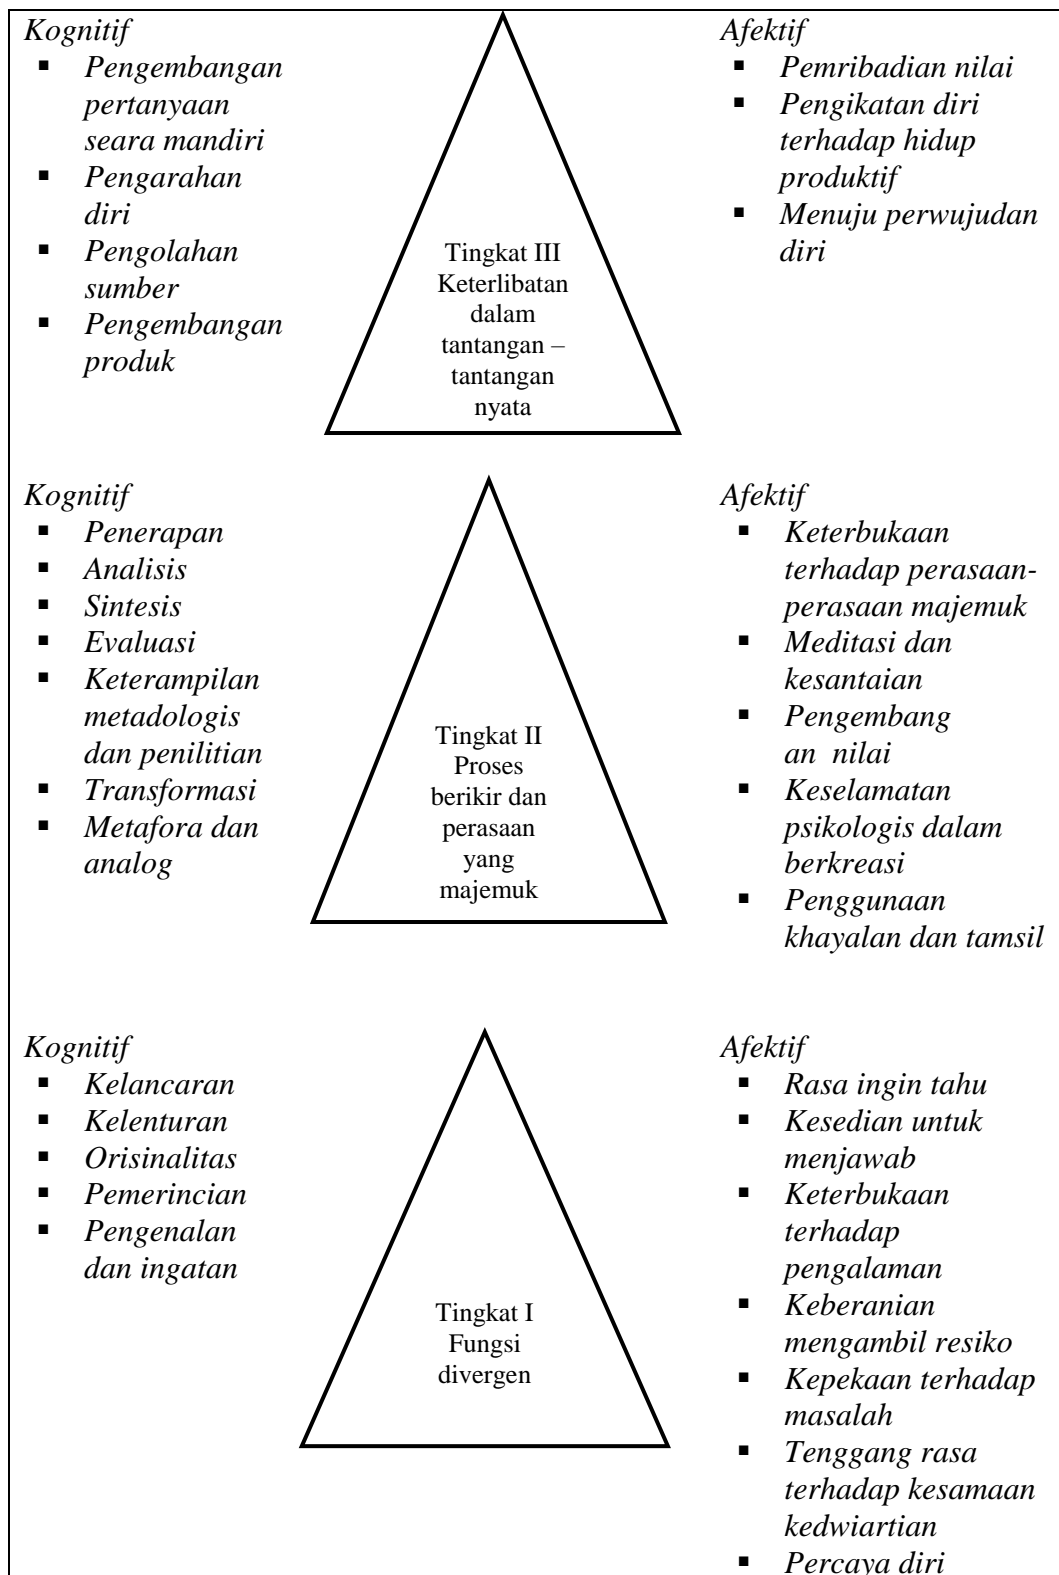 Kognitif
▪ Pengembangan
pertanyaan
seara mandiri
▪ Pengarahan
diri
▪ Pengolahan
sumber
▪ Pengembangan
produk
Tingkat III
Keterlibatan
dalam
tantangan –
tantangan
nyata
Afektif
▪ Pemribadian nilai
▪ Pengikatan diri
terhadap hidup
produktif
▪ Menuju perwujudan
diri
Kognitif
▪ Penerapan
▪ Analisis
▪ Sintesis
▪ Evaluasi
▪ Keterampilan
metadologis
dan penilitian
▪ Transformasi
▪ Metafora dan
analog
Tingkat II
Proses
berikir dan
perasaan
yang
majemuk
Afektif
▪ Keterbukaan
terhadap perasaan-
perasaan majemuk
▪ Meditasi dan
kesantaian
▪ Pengembang
an nilai
▪ Keselamatan
psikologis dalam
berkreasi
▪ Penggunaan
khayalan dan tamsil
Kognitif
▪ Kelancaran
▪ Kelenturan
▪ Orisinalitas
▪ Pemerincian
▪ Pengenalan
dan ingatan
Tingkat I
Fungsi
divergen
Afektif
▪ Rasa ingin tahu
▪ Kesedian untuk
menjawab
▪ Keterbukaan
terhadap
pengalaman
▪ Keberanian
mengambil resiko
▪ Kepekaan terhadap
masalah
▪ Tenggang rasa
terhadap kesamaan
kedwiartian
▪ Percaya diri